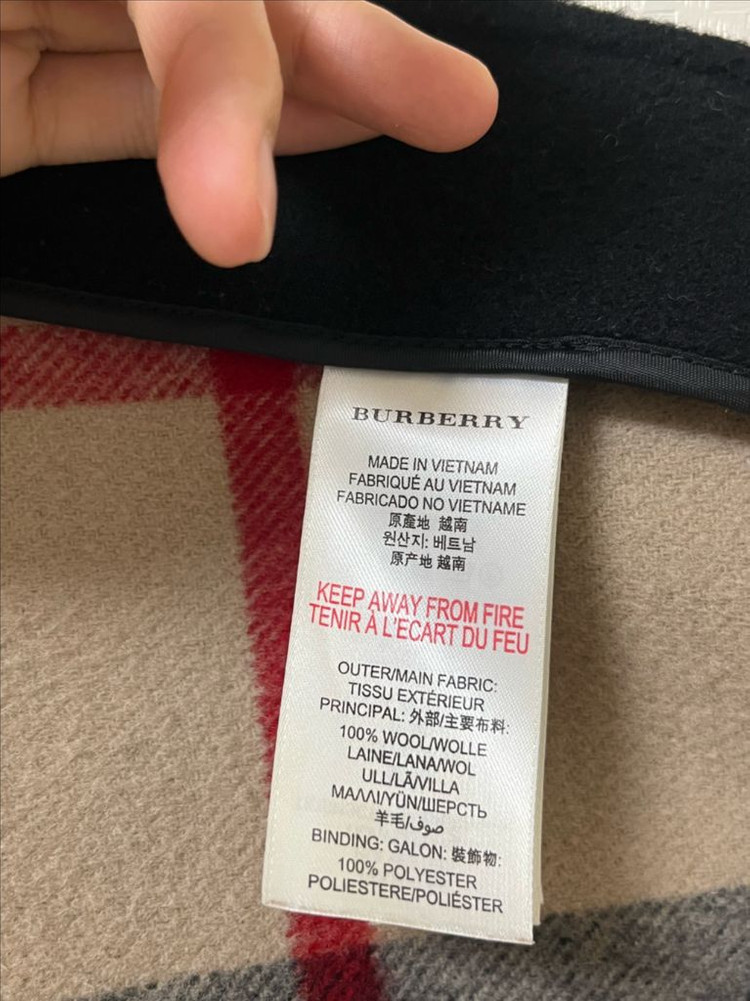 BURBERRY
MADE IN VIETNAM
FABRIQUÉ AU VIETNAM
FABRICADO NO VIETNAME
原產地 越南
원산지: 베트남
原产地 越南
KEEP AWAY FROM FIRE
TENIR À L'ECART DU FEU
OUTER/MAIN FABRIC:
TISSU EXTÉRIEUR
PRINCIPAL: 外部/主要布料:
100% WOOL/WOLLE
LAINE/LANA/WOL
ULL/LÃ/VILLA
ΜΑΛΛΙ/YÜN/ШЕРСТЬ
羊毛/صوف
BINDING: GALON: 裝飾物:
100% POLYESTER
POLIESTERE/POLIÉSTER